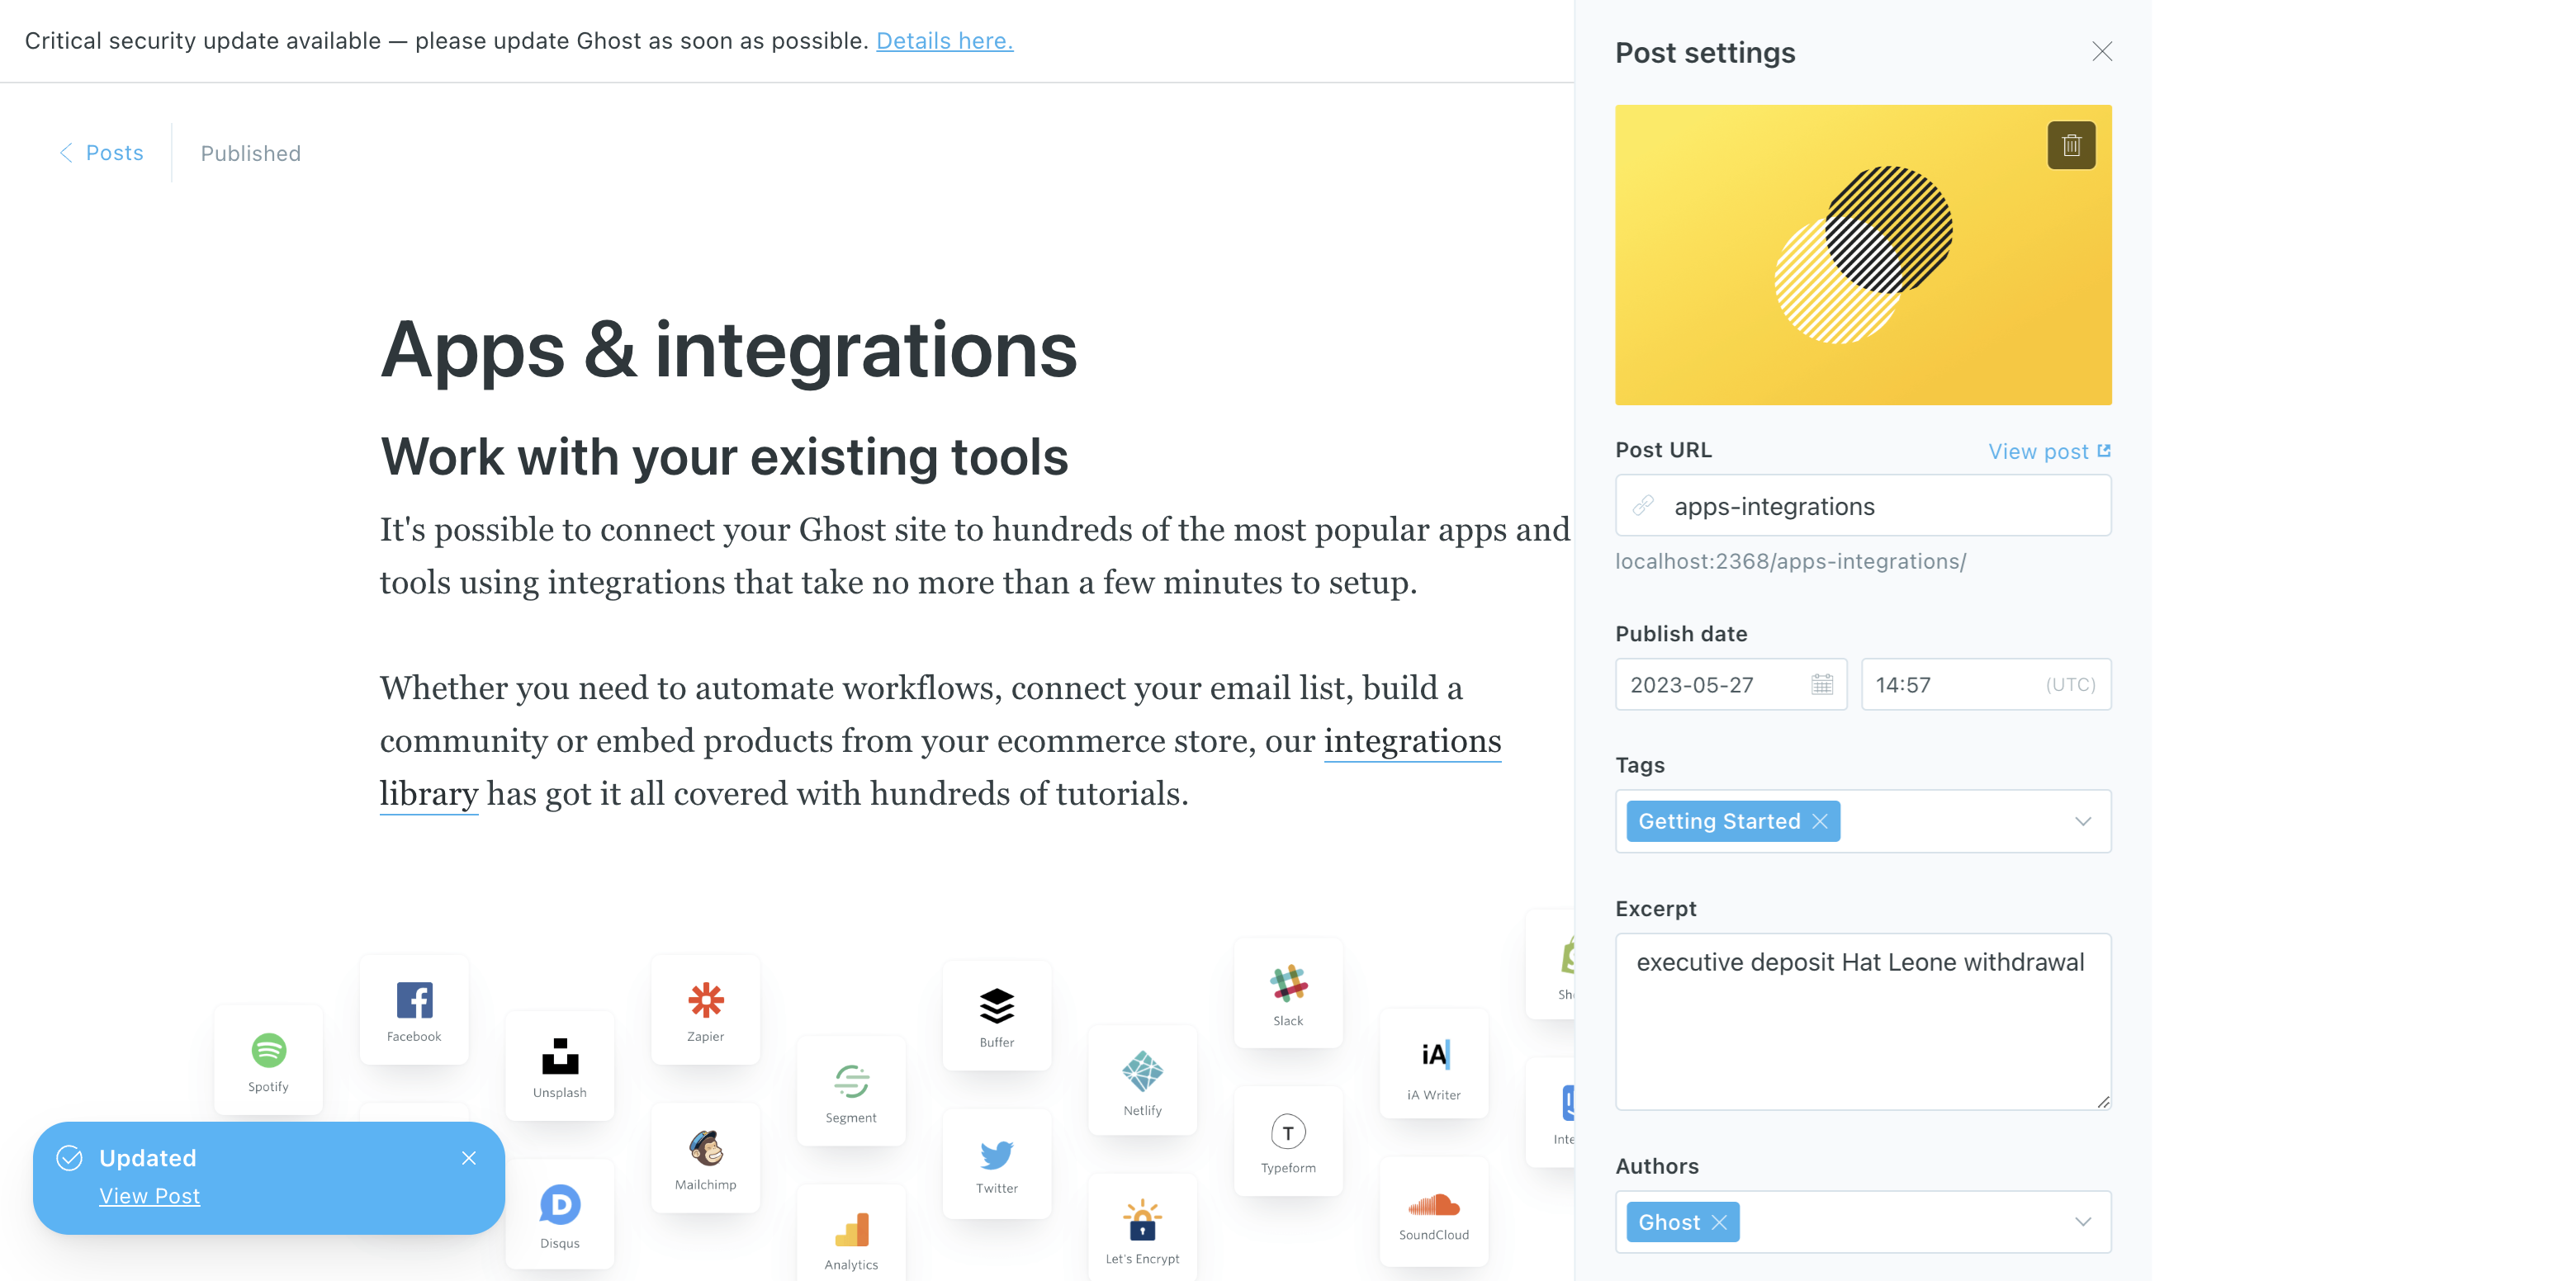 Critical security update available — please update Ghost as soon as possible. Details here.
Posts
Published
Apps & integrations
Work with your existing tools
It's possible to connect your Ghost site to hundreds of the most popular apps and
tools using integrations that take no more than a few minutes to setup.
Whether you need to automate workflows, connect your email list, build a
community or embed products from your ecommerce store, our integrations
library has got it all covered with hundreds of tutorials.
Spotify
Facebook
Unsplash
Zapier
Segment
Buffer
Netlify
Slack
iA
iA Writer
Mailchimp
Twitter
T
Typeform
D
Disqus
Analytics
Let's Encrypt
SoundCloud
Updated
View Post
Post settings
Post URL
View post
apps-integrations
localhost:2368/apps-integrations/
Publish date
2023-05-27
14:57
(UTC)
Tags
Getting Started
Excerpt
executive deposit Hat Leone withdrawal
Authors
Ghost